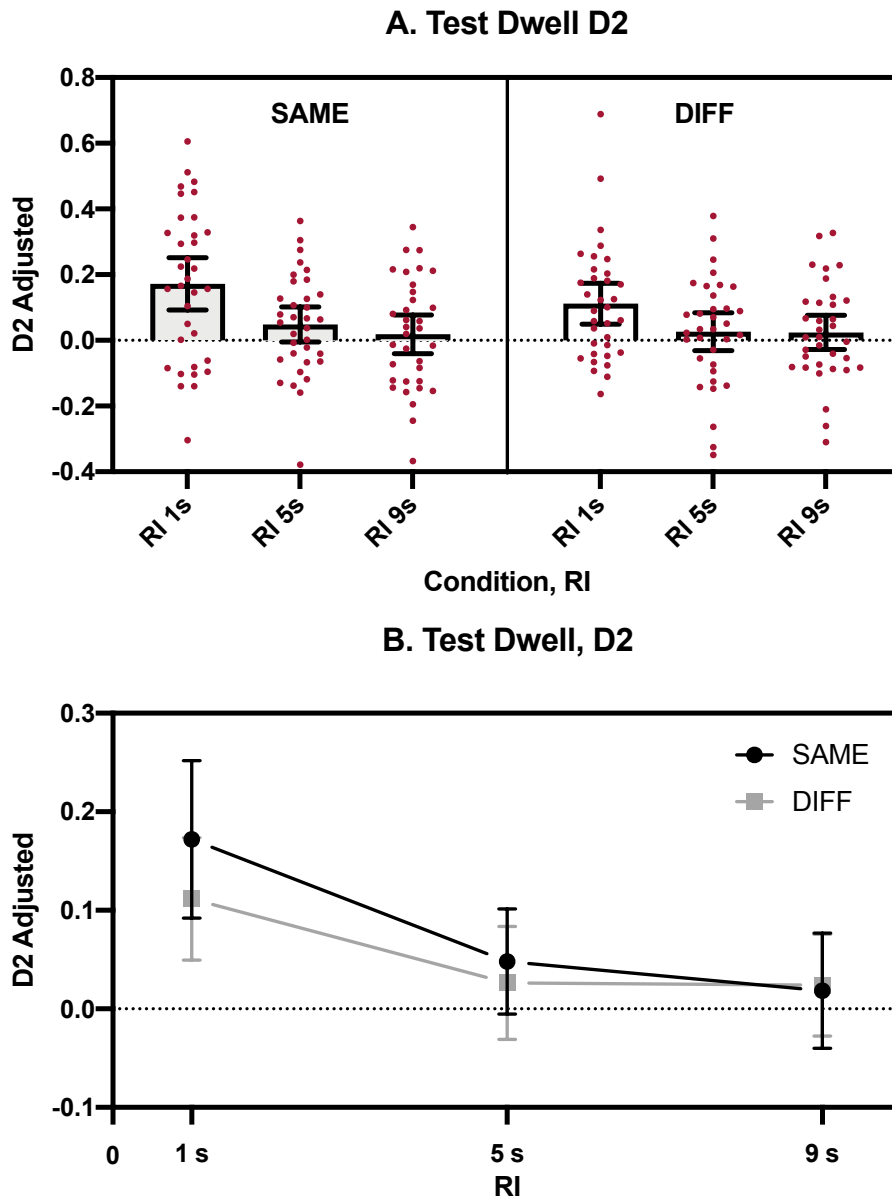 A. Test Dwell D2
0.8
0.6
0.4
0.2
0.0
-0.2
-0.4
D2 Adjusted
SAME
DIFF
RI 1s
RI 5s
RI 9s
RI 1s
RI 5s
RI 9s
Condition, RI
B. Test Dwell, D2
0.3
0.2
0.1
0.0
-0.1
D2 Adjusted
SAME
DIFF
0
1 s
5 s
9 s
RI